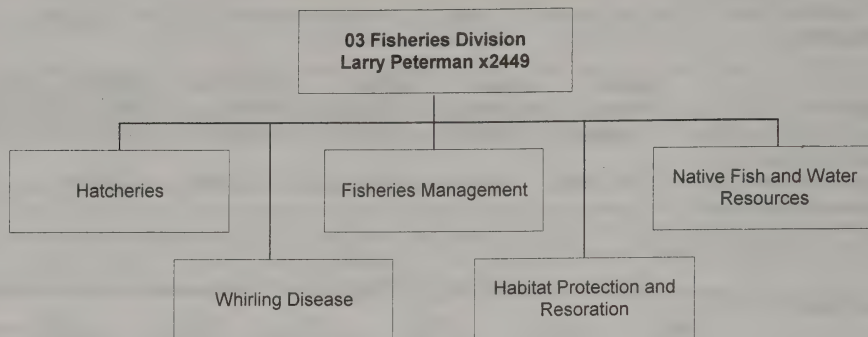 03 Fisheries Division
Larry Peterman x2449
Hatcheries
Fisheries Management
Native Fish and Water
Resources
Whirling Disease
Habitat Protection and
Resoration